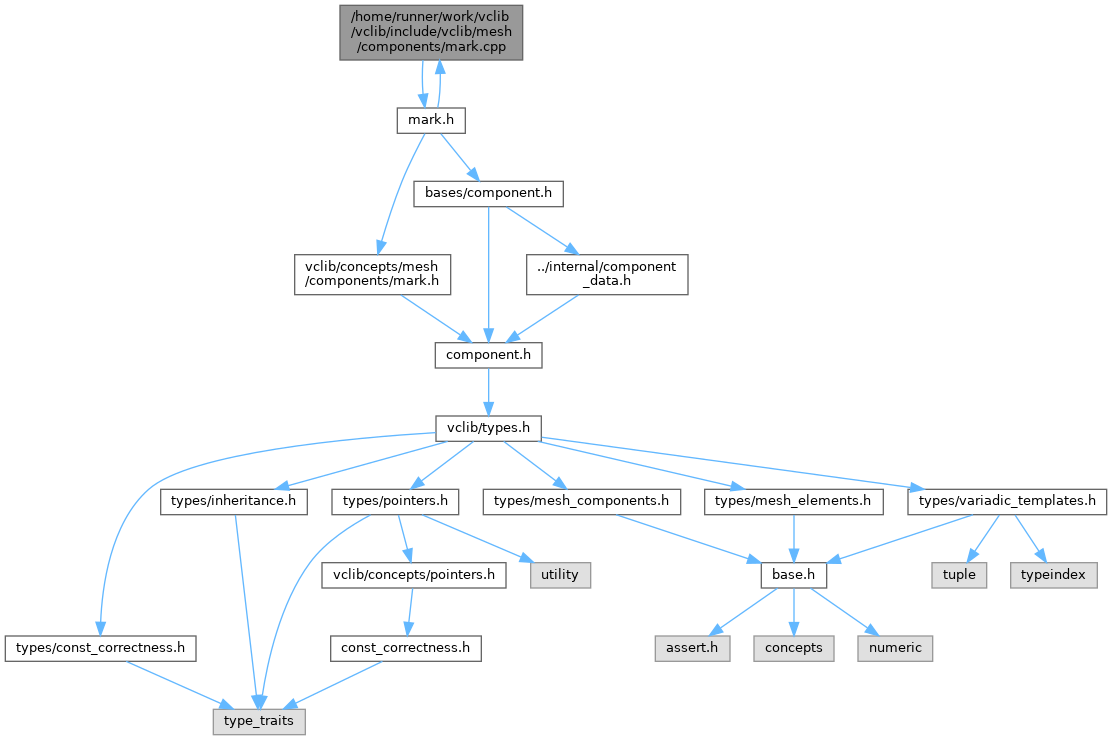 /home/runner/work/vclib
/vclib/include/vclib/mesh
/components/mark.cpp
mark.h
bases/component.h
vclib/concepts/mesh
/components/mark.h
../internal/component
_data.h
component.h
vclib/types.h
types/inheritance.h
types/pointers.h
types/mesh_components.h
types/mesh_elements.h
types/variadic_templates.h
vclib/concepts/pointers.h
utility
base.h
tuple
typeindex
types/const_correctness.h
const_correctness.h
assert.h
concepts
numeric
type_traits